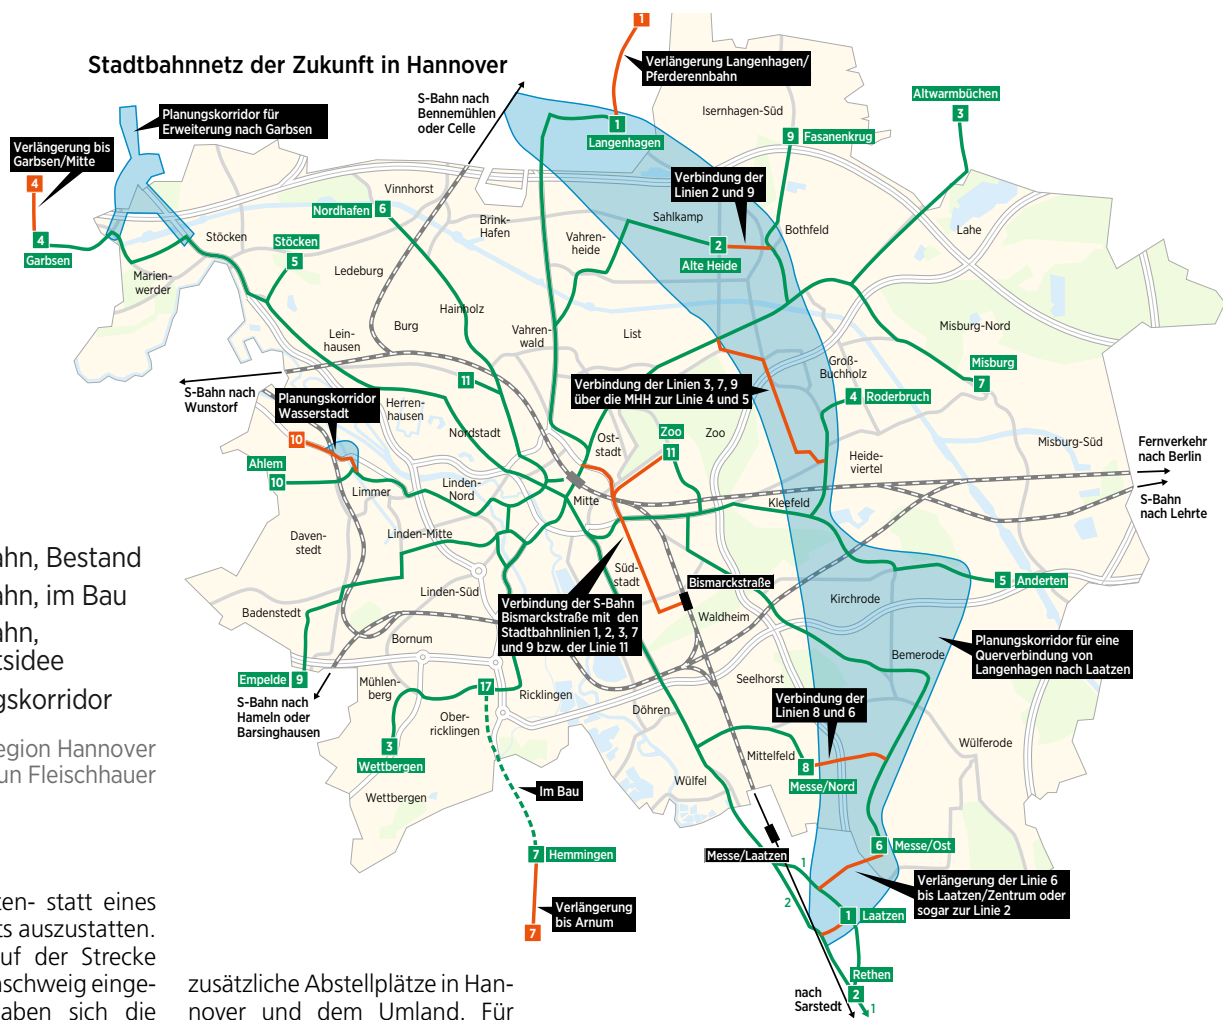 Stadtbahnnetz der Zukunft in Hannover
1
Verlängerung Langenhagen/
Pferderennbahn
S-Bahn nach
Bennemühlen
oder Celle
Isernhagen-Süd
Altwarmbüchen
3
Planungskorridor für
Erweiterung nach Garbsen
Verlängerung bis
Garbsen/Mitte
4
1
Langenhagen
9
Fasanenkrug
Verbindung der
Linien 2 und 9
Vinnhorst
Nordhafen
6
Brink-
Hafen
Sahlkamp
Bothfeld
Lahe
4
Garbsen
Stöcken
Stöcken
5
Vahren-
heide
2
Alte Heide
Marien-
werder
Ledeburg
Hainholz
Burg
Lein-
hausen
Vahren-
wald
List
Misburg-Nord
Misburg
7
Groß-
Buchholz
S-Bahn nach
Wunstorf
Planungskorridor
Wasserstadt
11
Verbindung der Linien 3, 7, 9
über die MHH zur Linie 4 und 5
4
Roderbruch
Herren-
hausen
Nordstadt
10
Ost-
stadt
Zoo
11
Zoo
Misburg-Süd
Fernverkehr
nach Berlin
Ahlem
10
Limmer
Linden-
Nord
Mitte
Heide-
viertel
Kleefeld
S-Bahn
nach Lehrte
Linden-Mitte
Daven-
stedt
Süd-
stadt
Bismarckstraße
5
Anderten
Linden-Süd
Kirchrode
Badenstedt
Verbindung der S-Bahn
Bismarckstraße mit den
Stadtbahnlinien 1, 2, 3, 7
und 9 bzw. der Linie 11
Waldheim
Bornum
Bemerode
Planungskorridor für eine
Querverbindung von
Langenhagen nach Laatzen
Empelde
9
Mühlen-
berg
17
Ricklingen
Seelhorst
Verbindung der
Linien 8 und 6
S-Bahn nach
Hameln oder
Barsinghausen
Ober-
ricklingen
Döhren
3
Wettbergen
Mittelfeld
8
Messe/Nord
Wülferode
Wülfel
Wettbergen
Im Bau
7
Hemmingen
Messe/Laatzen
1
2
6
Messe/Ost
Verlängerung der Linie 6
bis Laatzen/Zentrum oder
sogar zur Linie 2
Verlängerung
bis Arnum
7
1
Laatzen
Rethen
2
1
nach
Sarstedt
ahn, Bestand
ahn, im Bau
ahn,
tsidee
gskorridor
egion Hannover
un Fleischhauer
ten- statt eines
ts auszustatten.
uf der Strecke
nschweig einge-
aben sich die
zusätzliche Abstellplätze in Han-
nover und dem Umland. Für